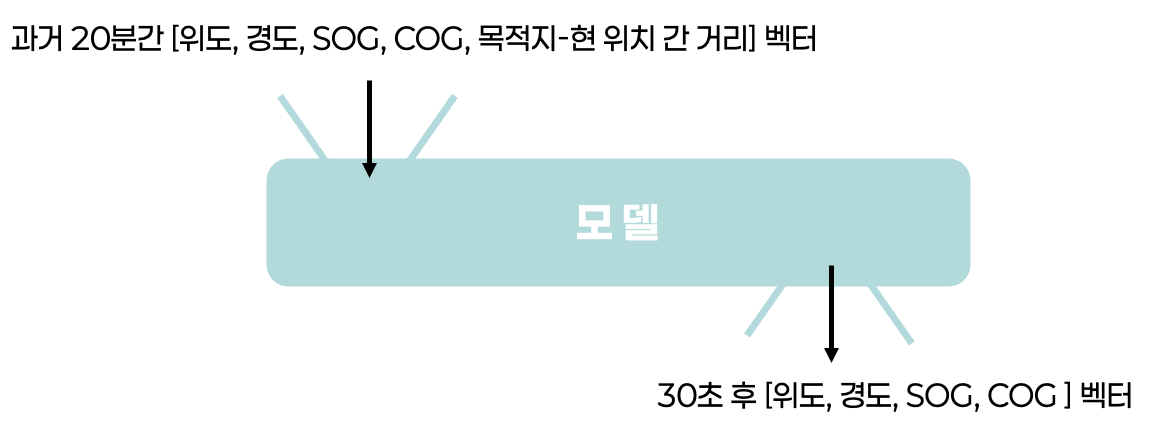 과거 20분간 [위도, 경도, SOG, COG, 목적지-현 위치 간 거리] 벡터
모델
30초 후 [위도, 경도, SOG, COG ] 벡터